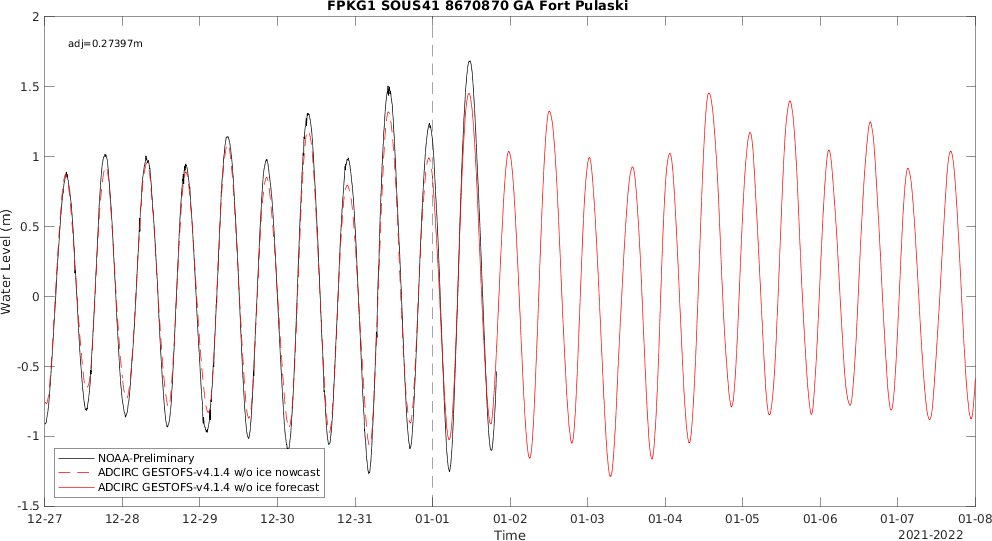 FPKG1 SOUS41 8670870 GA Fort Pulaski
adj=0.27397m
Water Level (m)
2
1.5
1
0.5
0
-0.5
-1
-1.5
NOAA-Preliminary
ADCIRC GESTOFS-v4.1.4 w/o ice nowcast
ADCIRC GESTOFS-v4.1.4 w/o ice forecast
12-27 12-28 12-29 12-30 12-31 01-01 01-02 01-03 01-04 01-05 01-06 01-07 01-08
Time
2021-2022